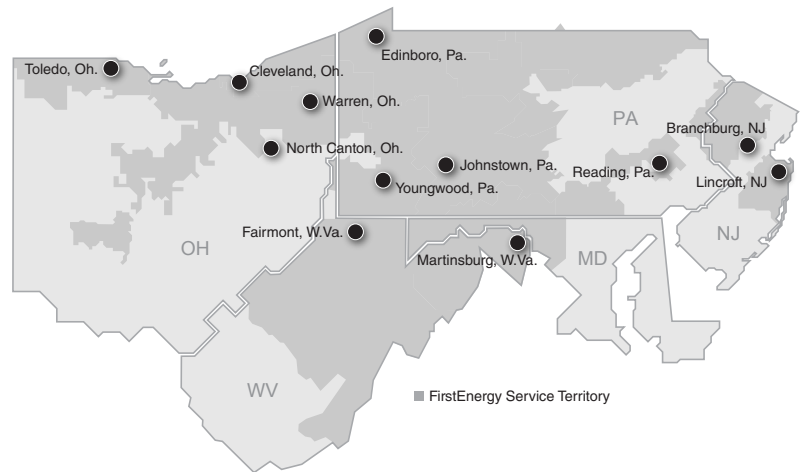 Edinboro, Pa.
Toledo, Oh.
Cleveland, Oh.
Warren, Oh.
PA
Branchburg, NJ
North Canton, Oh.
Johnstown, Pa.
Reading, Pa.
Youngwood, Pa.
Lincroft, NJ
Fairmont, W.Va.
NJ
OH
Martinsburg, W.Va.
MD
WV
FirstEnergy Service Territory